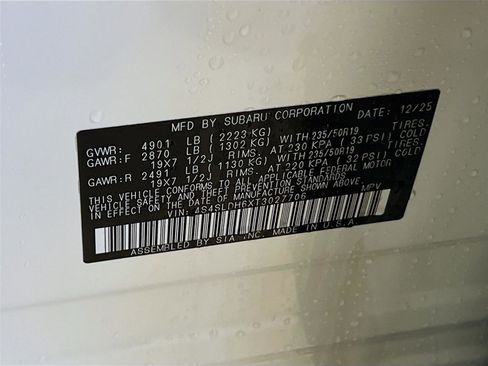 MFD BY SUBARU CORPORATION DATE: 12/25
GVWR: 4901 LB (2223 KG)
GAWR:F 2870 LB (1302 KG) WITH 235/50R19 TIRES.
19X7 1/2J RIMS. AT 230 KPA (33 PSI) COLD
GAWR:R 2491 LB (1130 KG) WITH 235/50R19 TIRES.
19X7 1/2J RIMS. AT 220 KPA (32 PSI) COLD
THIS VEHICLE CONFORMS TO ALL APPLICABLE FEDERAL MOTOR
VEHICLE SAFETY AND THEFT PREVENTION STANDARDS
IN EFFECT ON THE DATE OF MANUFACTURE SHOWN ABOVE.
VIN: 4S4SLDH6XT3027706 MPV
ASSEMBLED BY SIA INC. MADE IN U.S.A.